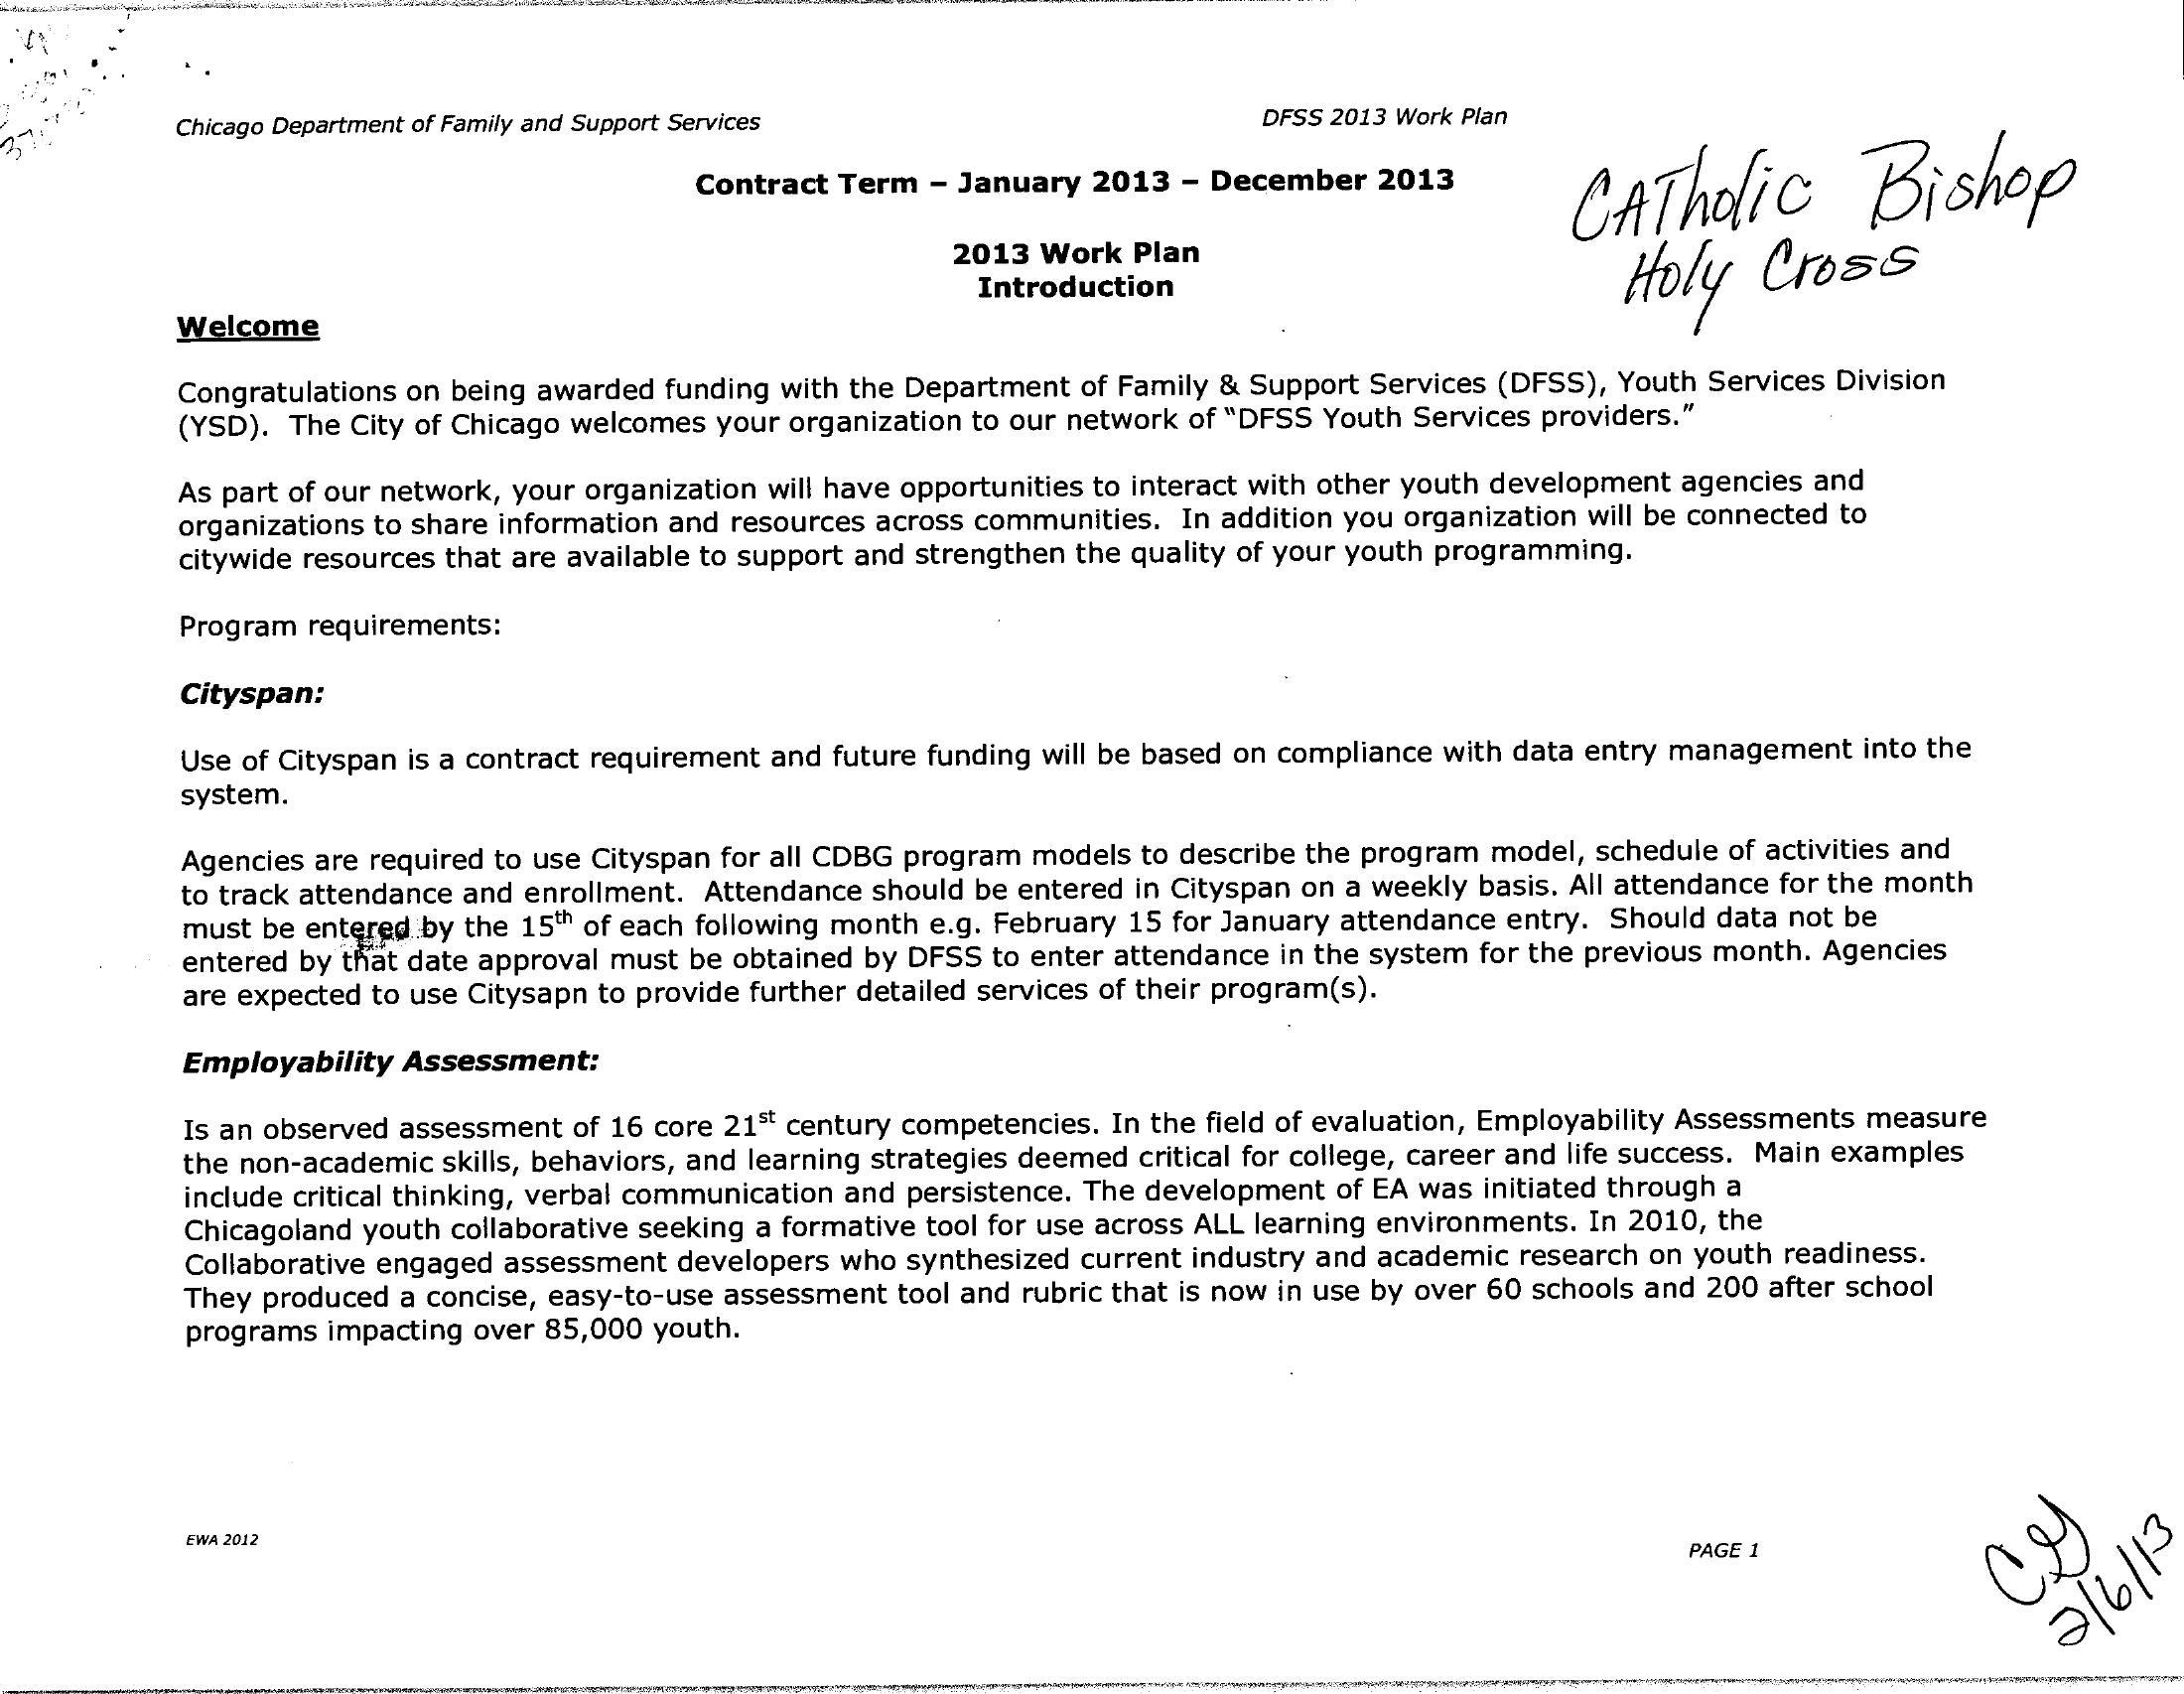 Chicago Department of Family and Support Services
DFSS 2013 Work Plan
Contract Term – January 2013 – December 2013
CATholic Bishop
Holy Cross
2013 Work Plan
Introduction
Welcome
Congratulations on being awarded funding with the Department of Family & Support Services (DFSS), Youth Services Division
(YSD).  The City of Chicago welcomes your organization to our network of "DFSS Youth Services providers."
As part of our network, your organization will have opportunities to interact with other youth development agencies and
organizations to share information and resources across communities.  In addition you organization will be connected to
citywide resources that are available to support and strengthen the quality of your youth programming.
Program requirements:
Cityspan:
Use of Cityspan is a contract requirement and future funding will be based on compliance with data entry management into the
system.
Agencies are required to use Cityspan for all CDBG program models to describe the program model, schedule of activities and
to track attendance and enrollment.  Attendance should be entered in Cityspan on a weekly basis. All attendance for the month
must be entered by the 15th of each following month e.g. February 15 for January attendance entry.  Should data not be
entered by that date approval must be obtained by DFSS to enter attendance in the system for the previous month. Agencies
are expected to use Citysapn to provide further detailed services of their program(s).
Employability Assessment:
Is an observed assessment of 16 core 21st century competencies. In the field of evaluation, Employability Assessments measure
the non-academic skills, behaviors, and learning strategies deemed critical for college, career and life success.  Main examples
include critical thinking, verbal communication and persistence. The development of EA was initiated through a
Chicagoland youth collaborative seeking a formative tool for use across ALL learning environments. In 2010, the
Collaborative engaged assessment developers who synthesized current industry and academic research on youth readiness.
They produced a concise, easy-to-use assessment tool and rubric that is now in use by over 60 schools and 200 after school
programs impacting over 85,000 youth.
EWA 2012
PAGE 1
2/6/13